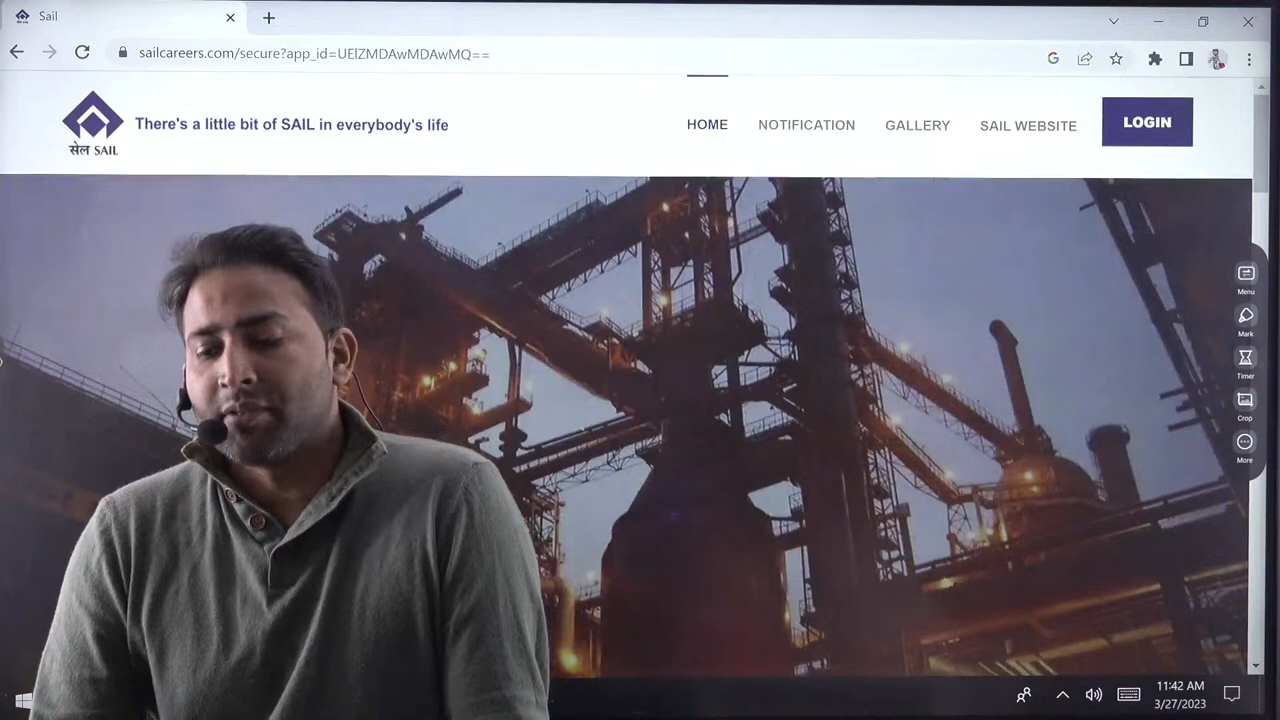 Sail
sailcareers.com/secure?app_id=UElZMDAwMDAwMQ==
सेल SAIL
There's a little bit of SAIL in everybody's life
HOME
NOTIFICATION
GALLERY
SAIL WEBSITE
LOGIN
Menu
Mark
Timer
Crop
More
11:42 AM
3/27/2023